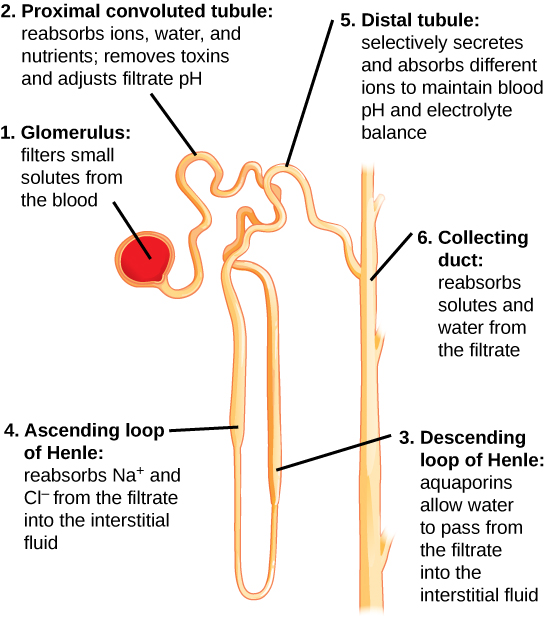 1. Glomerulus:
filters small
solutes from
the blood
2. Proximal convoluted tubule:
reabsorbs ions, water, and
nutrients; removes toxins
and adjusts filtrate pH
3. Descending
loop of Henle:
aquaporins
allow water
to pass from
the filtrate
into the
interstitial fluid
4. Ascending loop
of Henle:
reabsorbs Na⁺ and
Cl⁻ from the filtrate
into the interstitial
fluid
5. Distal tubule:
selectively secretes
and absorbs different
ions to maintain blood
pH and electrolyte
balance
6. Collecting
duct:
reabsorbs
solutes and
water from
the filtrate